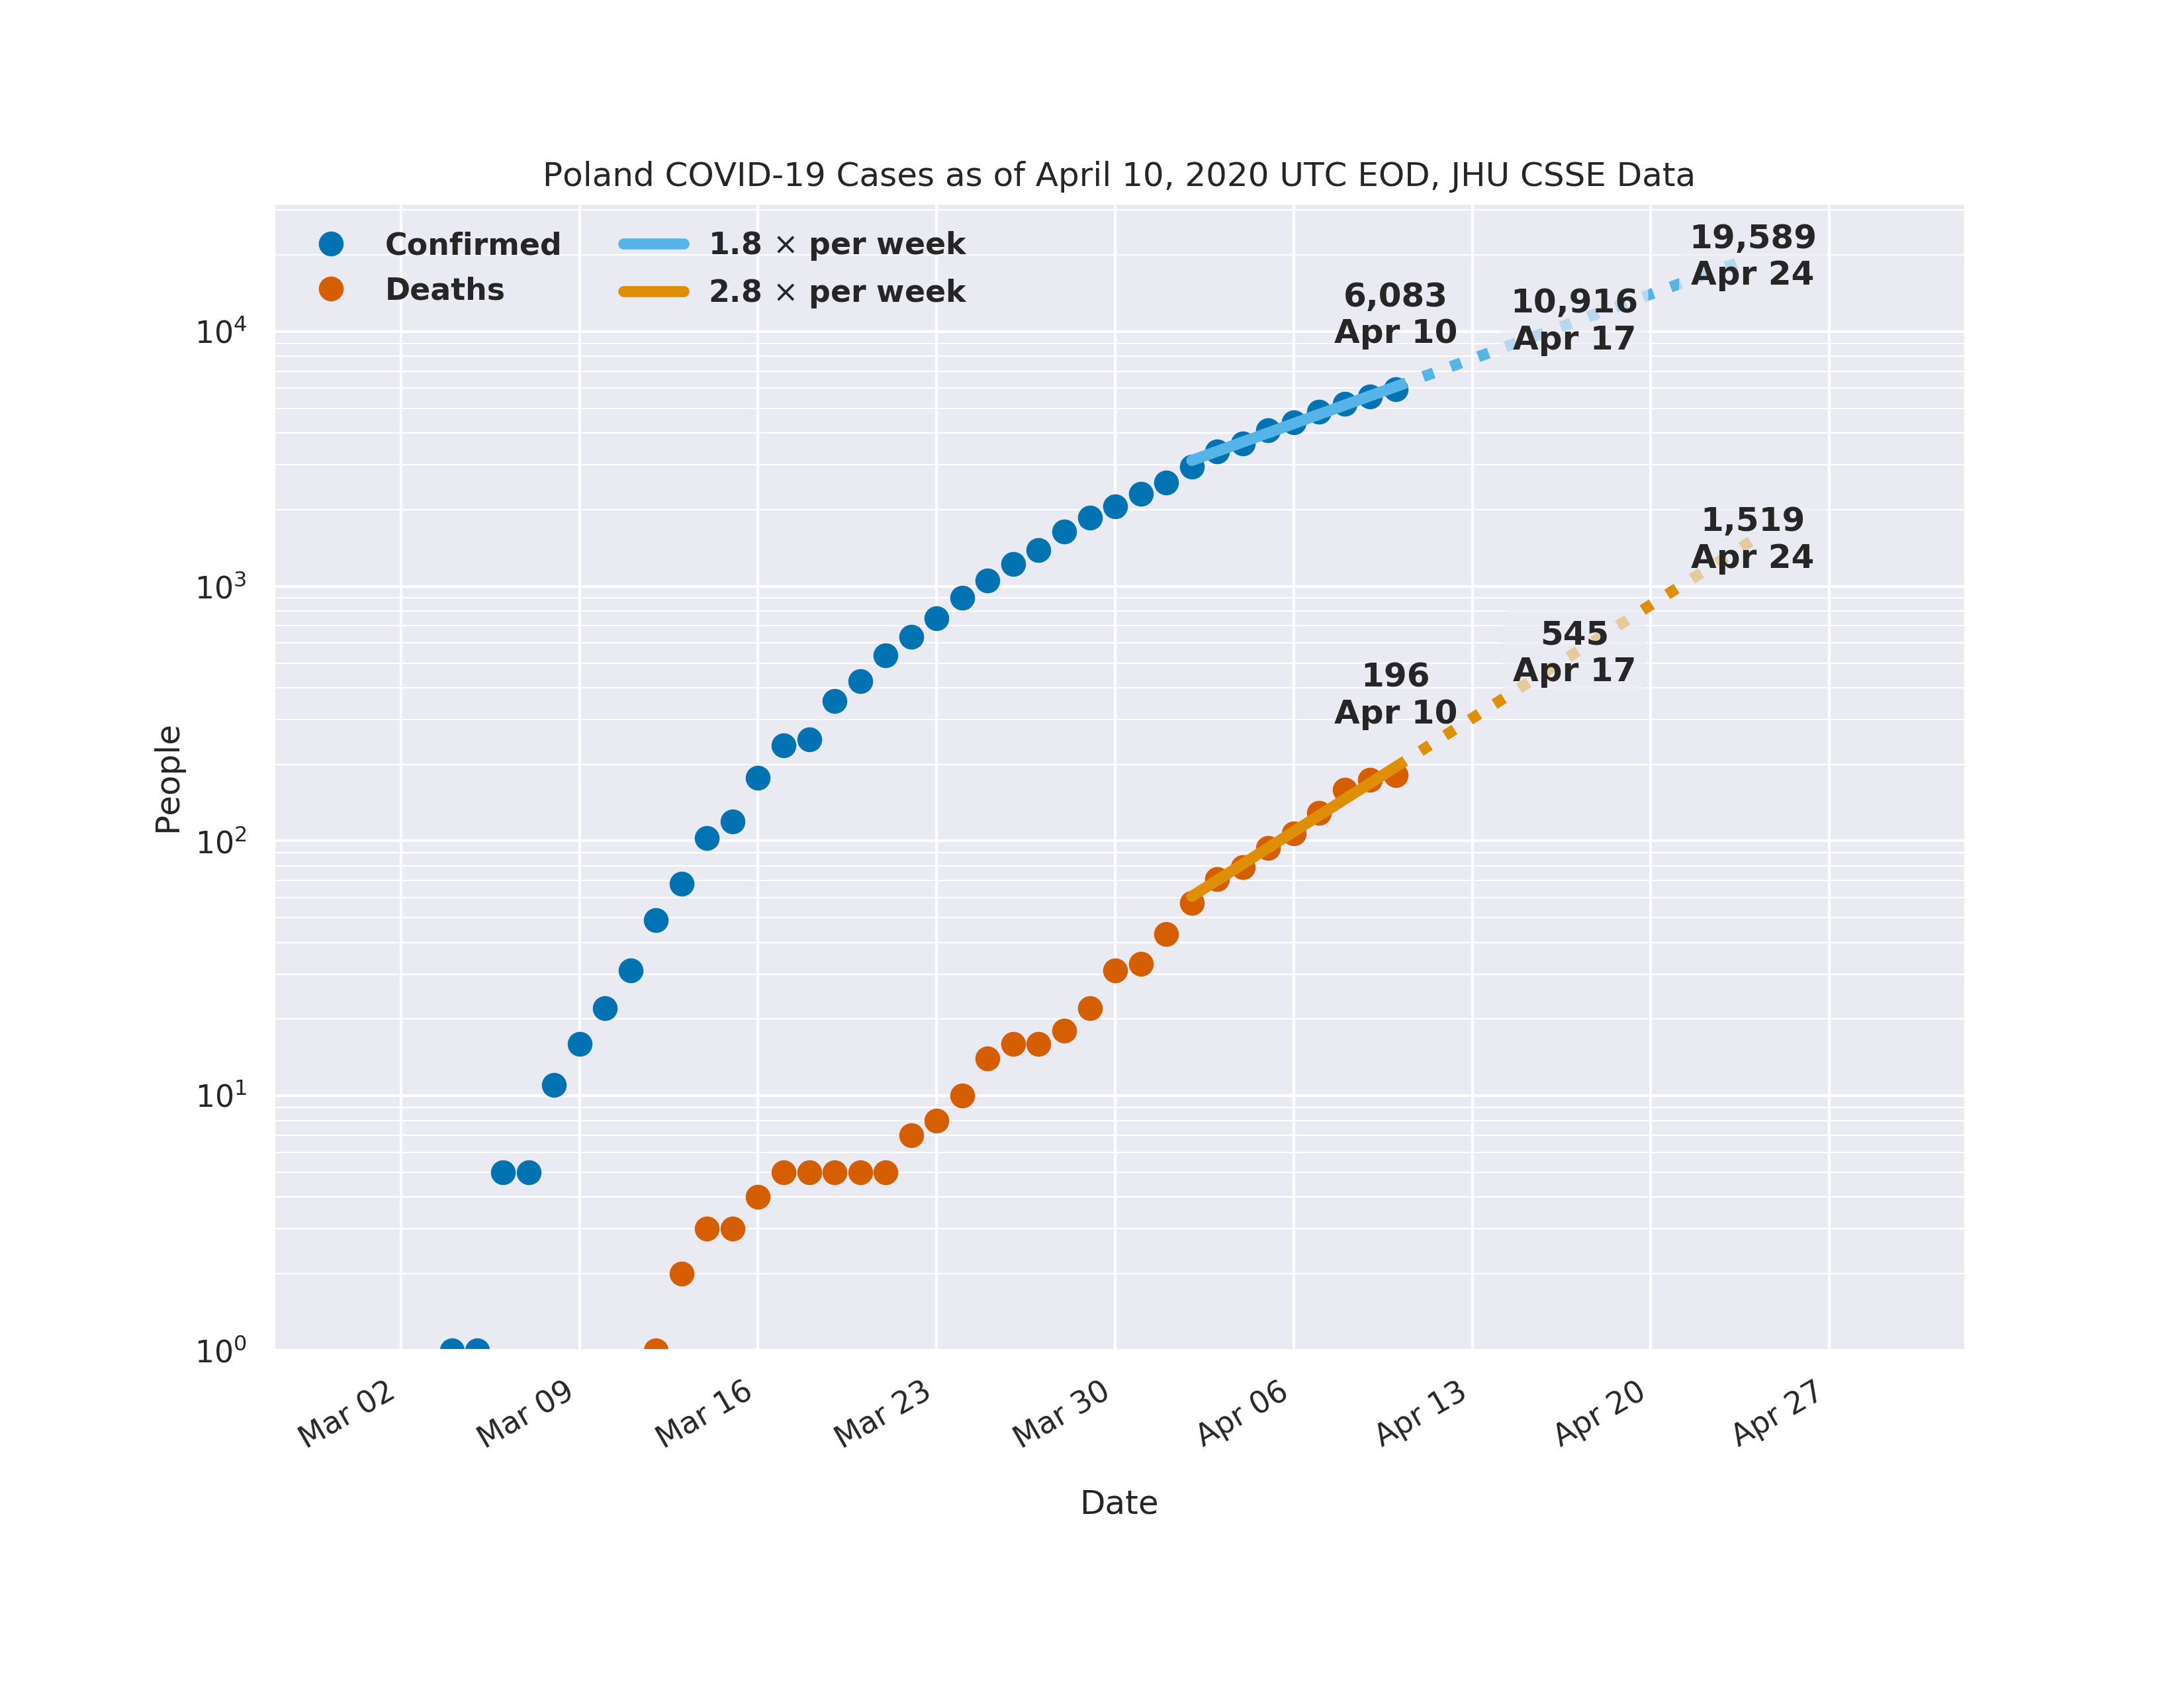 Poland COVID-19 Cases as of April 10, 2020 UTC EOD, JHU CSSE Data
Confirmed
Deaths
1.8 × per week
2.8 × per week
19,589
Apr 24
6,083
Apr 10
10,916
Apr 17
1,519
Apr 24
545
Apr 17
196
Apr 10
People
10⁴
10³
10²
10¹
10⁰
Mar 02
Mar 09
Mar 16
Mar 23
Mar 30
Apr 06
Apr 13
Apr 20
Apr 27
Date